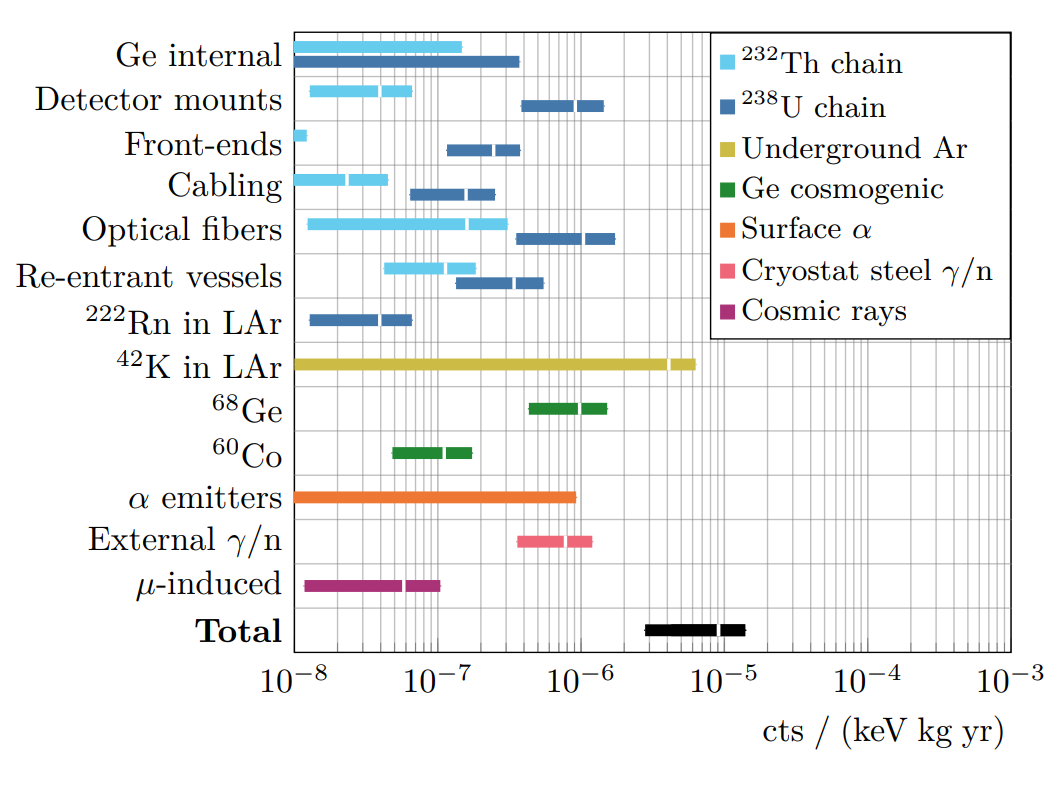 Ge internal
Detector mounts
Front-ends
Cabling
Optical fibers
Re-entrant vessels
²²²Rn in LAr
⁴²K in LAr
⁶⁸Ge
⁶⁰Co
α emitters
External γ/n
μ-induced
Total
²³²Th chain
²³⁸U chain
Underground Ar
Ge cosmogenic
Surface α
Cryostat steel γ/n
Cosmic rays
10⁻⁸ 10⁻⁷ 10⁻⁶ 10⁻⁵ 10⁻⁴ 10⁻³
cts / (keV kg yr)